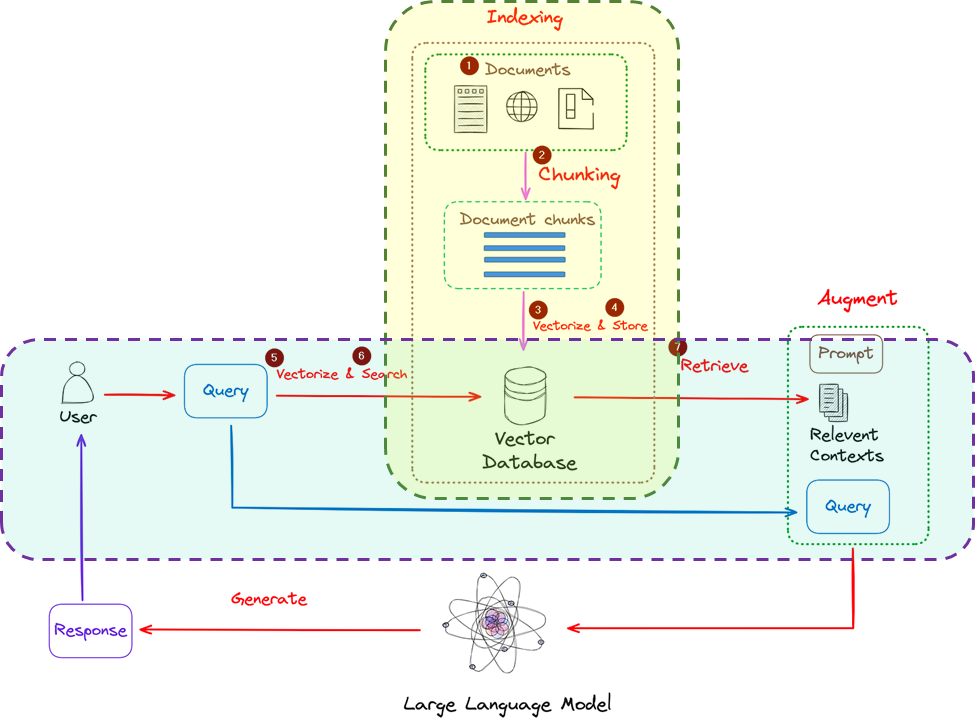 Indexing
1 Documents
2
Chunking
Document chunks
3 4
Vectorize & Store
Augment
5 6
Vectorize & Search
7
Retrieve
Prompt
User
Query
Vector
Database
Relevent
Contexts
Query
Generate
Response
Large Language Model